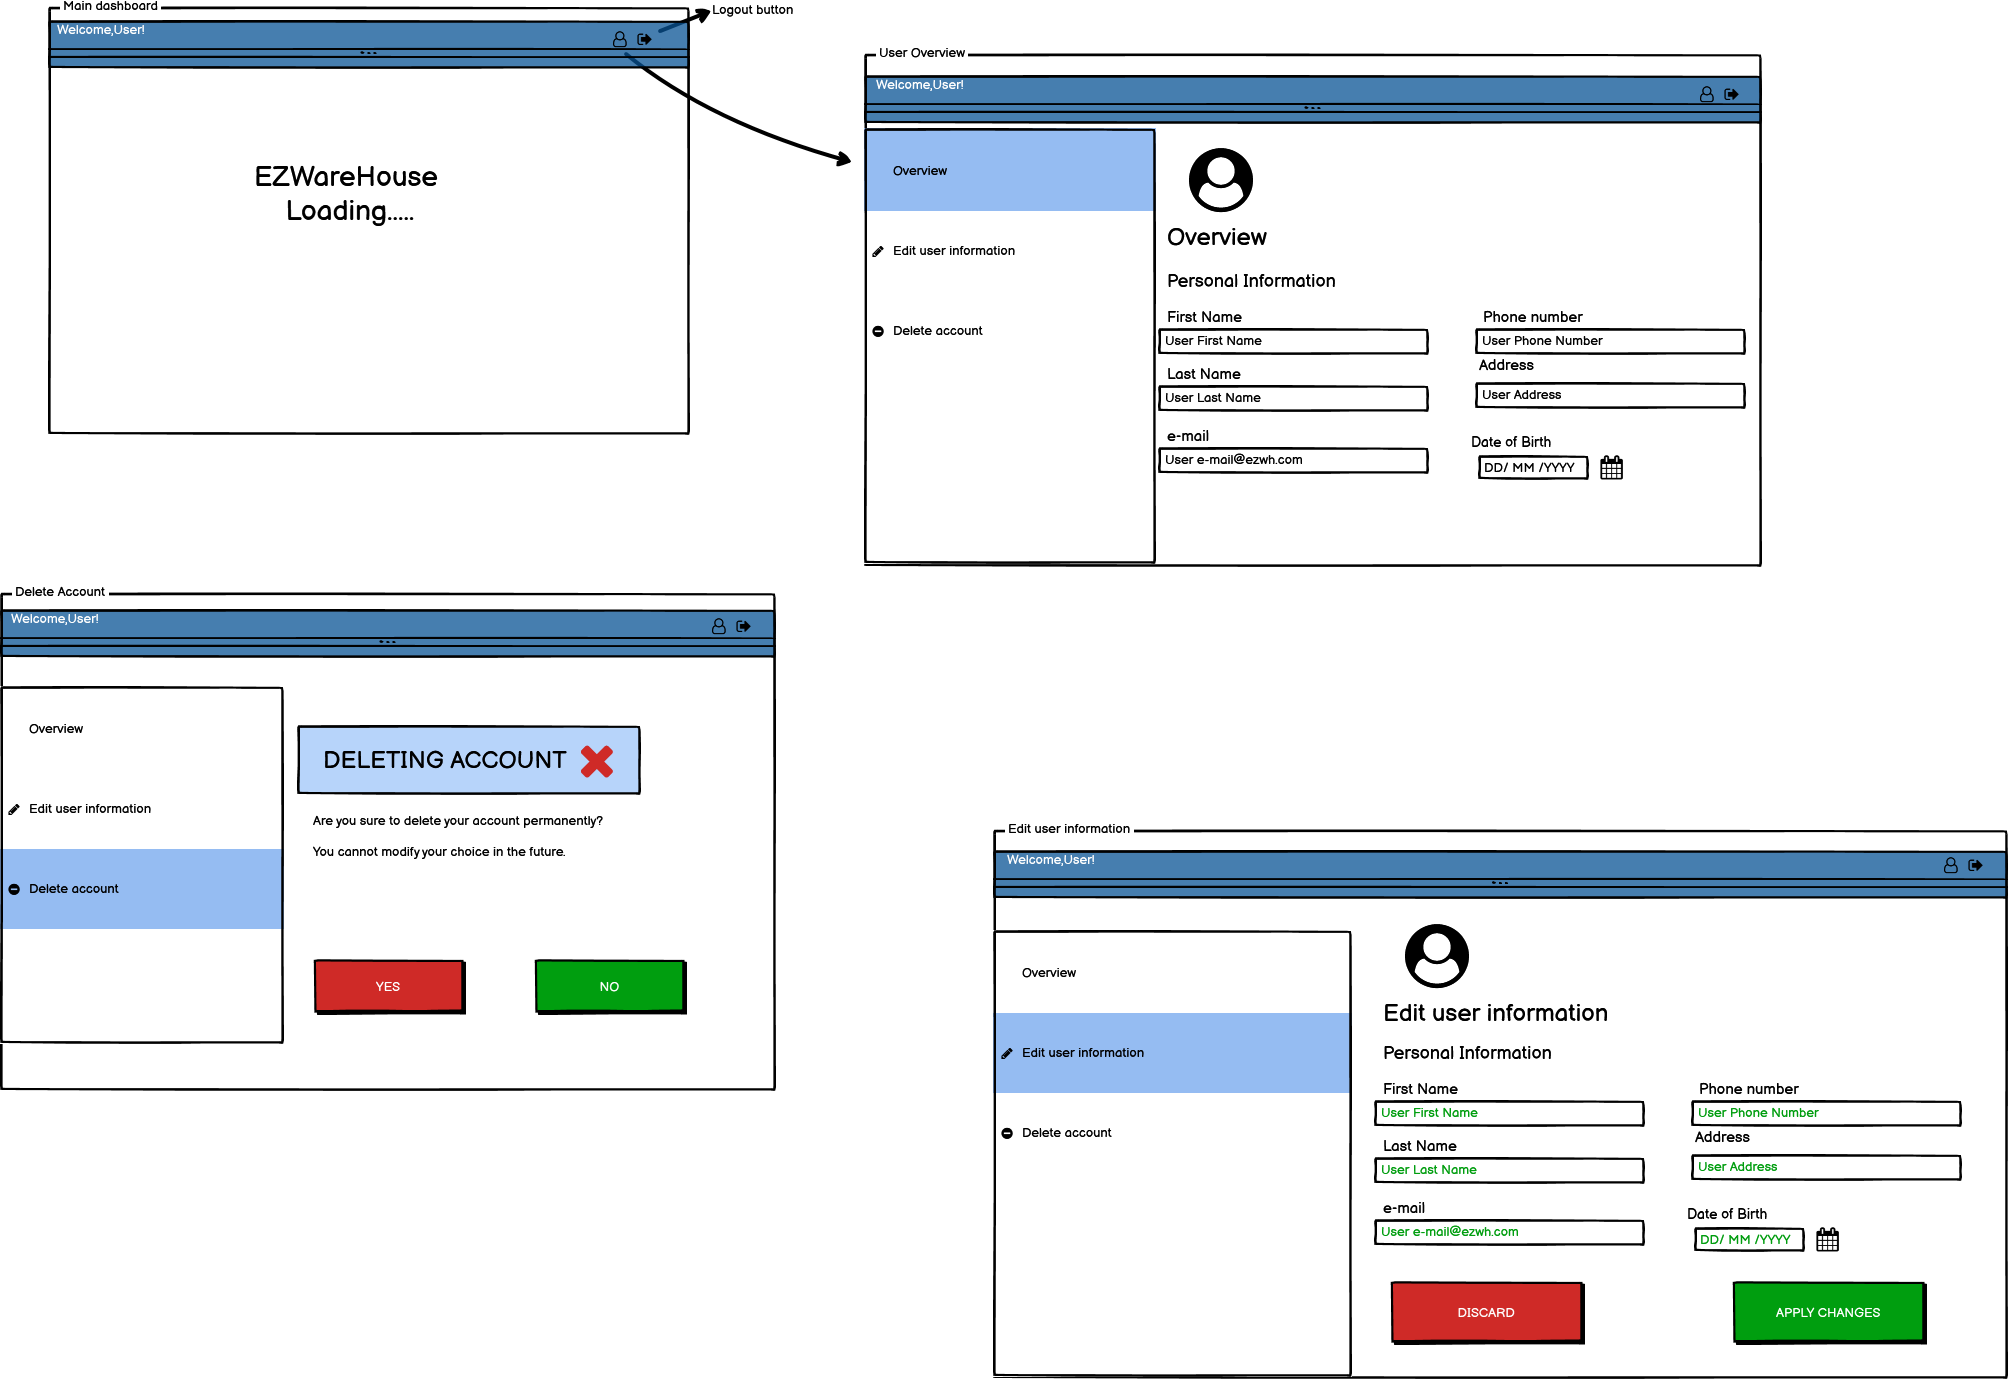 Main dashboard
Logout button
Welcome,User!
EZWareHouse
Loading.....
User Overview
Welcome,User!
Overview
Edit user information
Delete account
Overview
Personal Information
First Name
User First Name
Last Name
User Last Name
e-mail
User e-mail@ezwh.com
Phone number
User Phone Number
Address
User Address
Date of Birth
DD/ MM /YYYY
Delete Account
Welcome,User!
Overview
Edit user information
Delete account
DELETING ACCOUNT
Are you sure to delete your account permanently?
You cannot modify your choice in the future.
YES
NO
Edit user information
Welcome,User!
Overview
Edit user information
Delete account
Edit user information
Personal Information
First Name
User First Name
Last Name
User Last Name
e-mail
User e-mail@ezwh.com
Phone number
User Phone Number
Address
User Address
Date of Birth
DD/ MM /YYYY
DISCARD
APPLY CHANGES